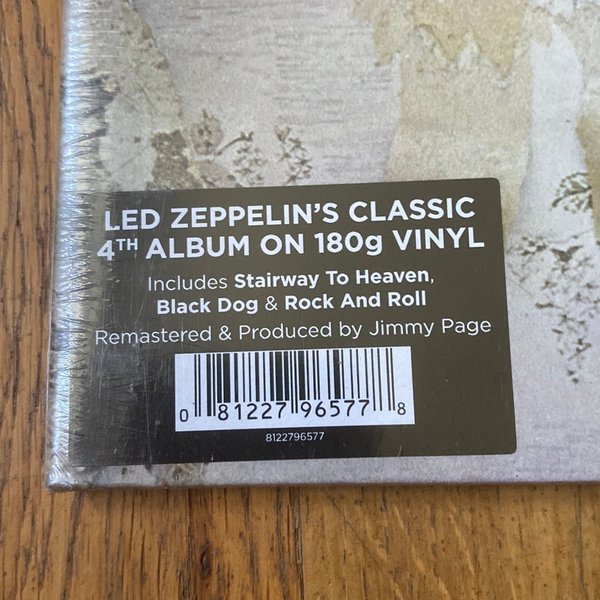 LED ZEPPELIN'S CLASSIC
4TH ALBUM ON 180g VINYL
Includes Stairway To Heaven,
Black Dog & Rock And Roll
Remastered & Produced by Jimmy Page
0 81227 96577 8
8122796577